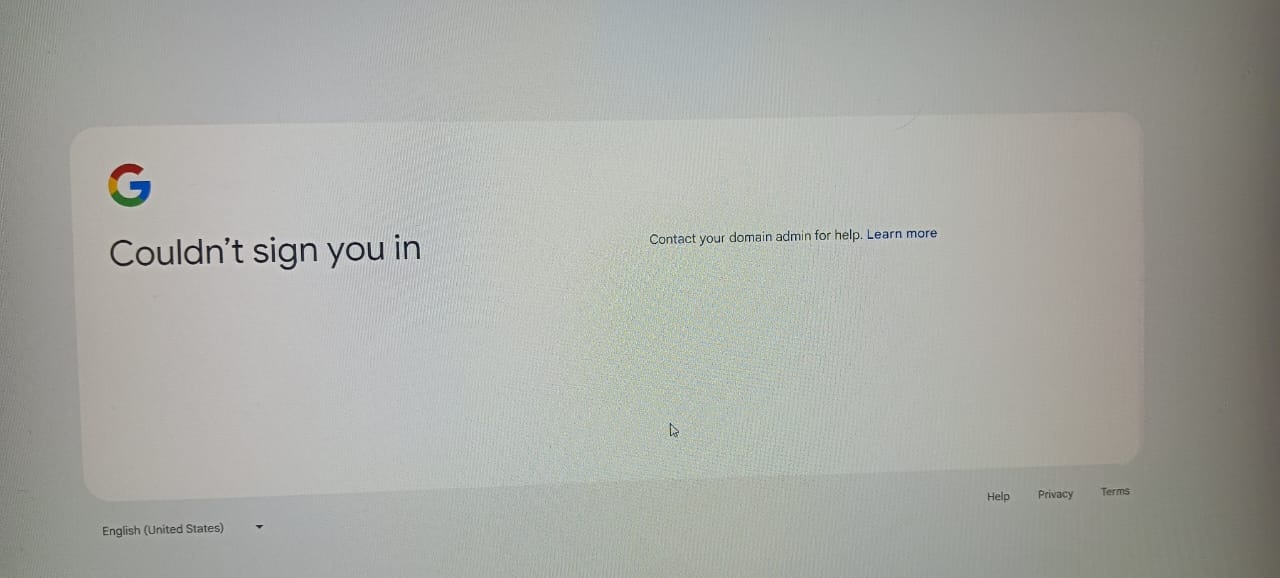 Couldn't sign you in
Contact your domain admin for help. Learn more
English (United States)
Help Privacy Terms